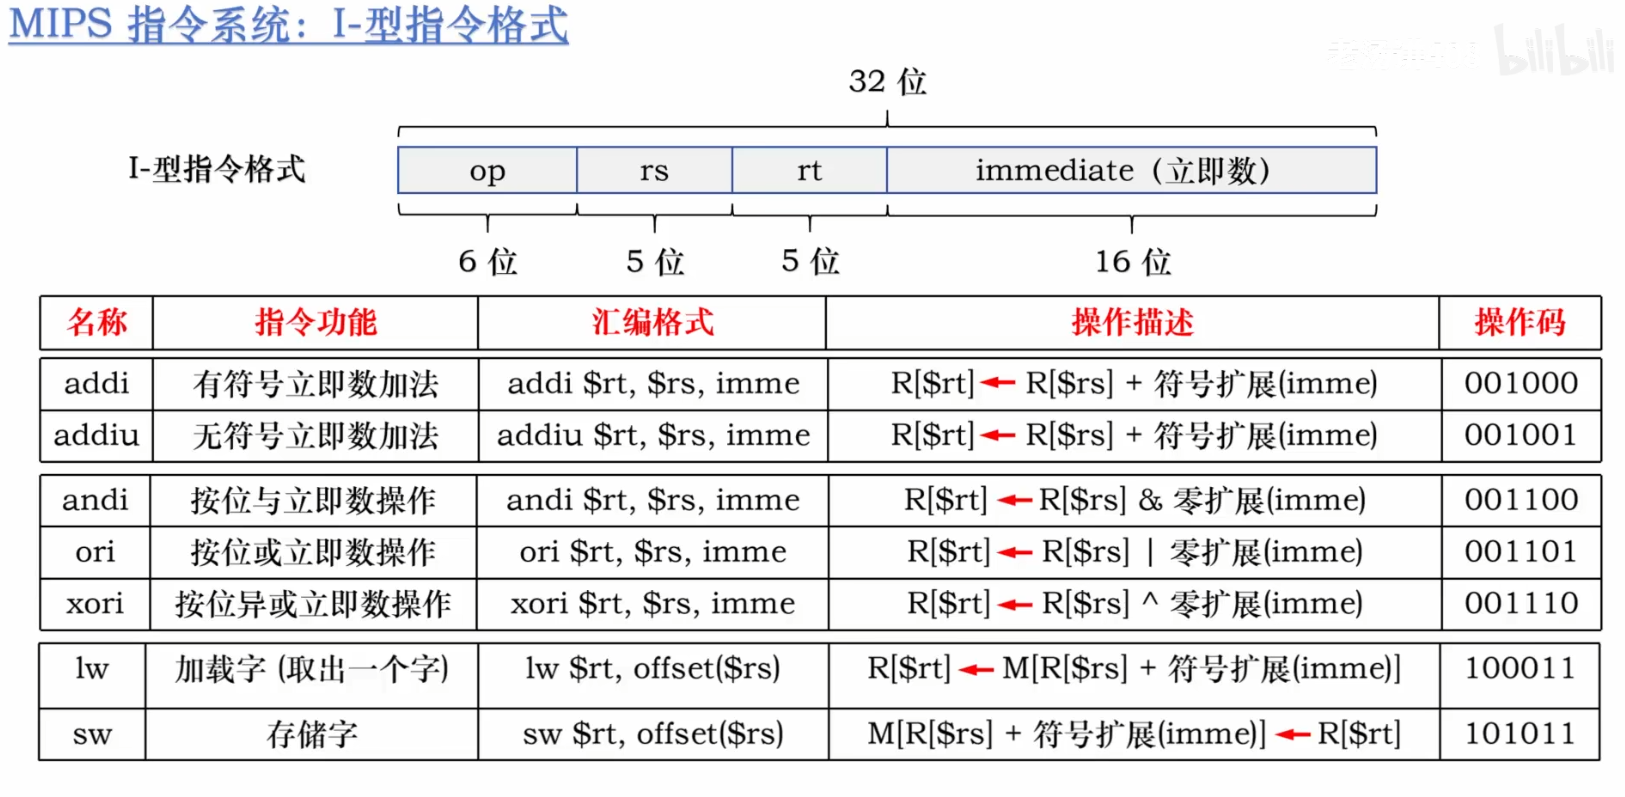 MIPS 指令系统：I-型指令格式
bilibili
32 位
I-型指令格式 op rs rt immediate（立即数）
6 位 5 位 5 位 16 位
名称 指令功能 汇编格式 操作描述 操作码
addi 有符号立即数加法 addi $rt, $rs, imme R[$rt] ← R[$rs] + 符号扩展(imme) 001000
addiu 无符号立即数加法 addiu $rt, $rs, imme R[$rt] ← R[$rs] + 符号扩展(imme) 001001
andi 按位与立即数操作 andi $rt, $rs, imme R[$rt] ← R[$rs] & 零扩展(imme) 001100
ori 按位或立即数操作 ori $rt, $rs, imme R[$rt] ← R[$rs] | 零扩展(imme) 001101
xori 按位异或立即数操作 xori $rt, $rs, imme R[$rt] ← R[$rs] ^ 零扩展(imme) 001110
lw 加载字 (取出一个字) lw $rt, offset($rs) R[$rt] ← M[R[$rs] + 符号扩展(imme)] 100011
sw 存储字 sw $rt, offset($rs) M[R[$rs] + 符号扩展(imme)] ← R[$rt] 101011